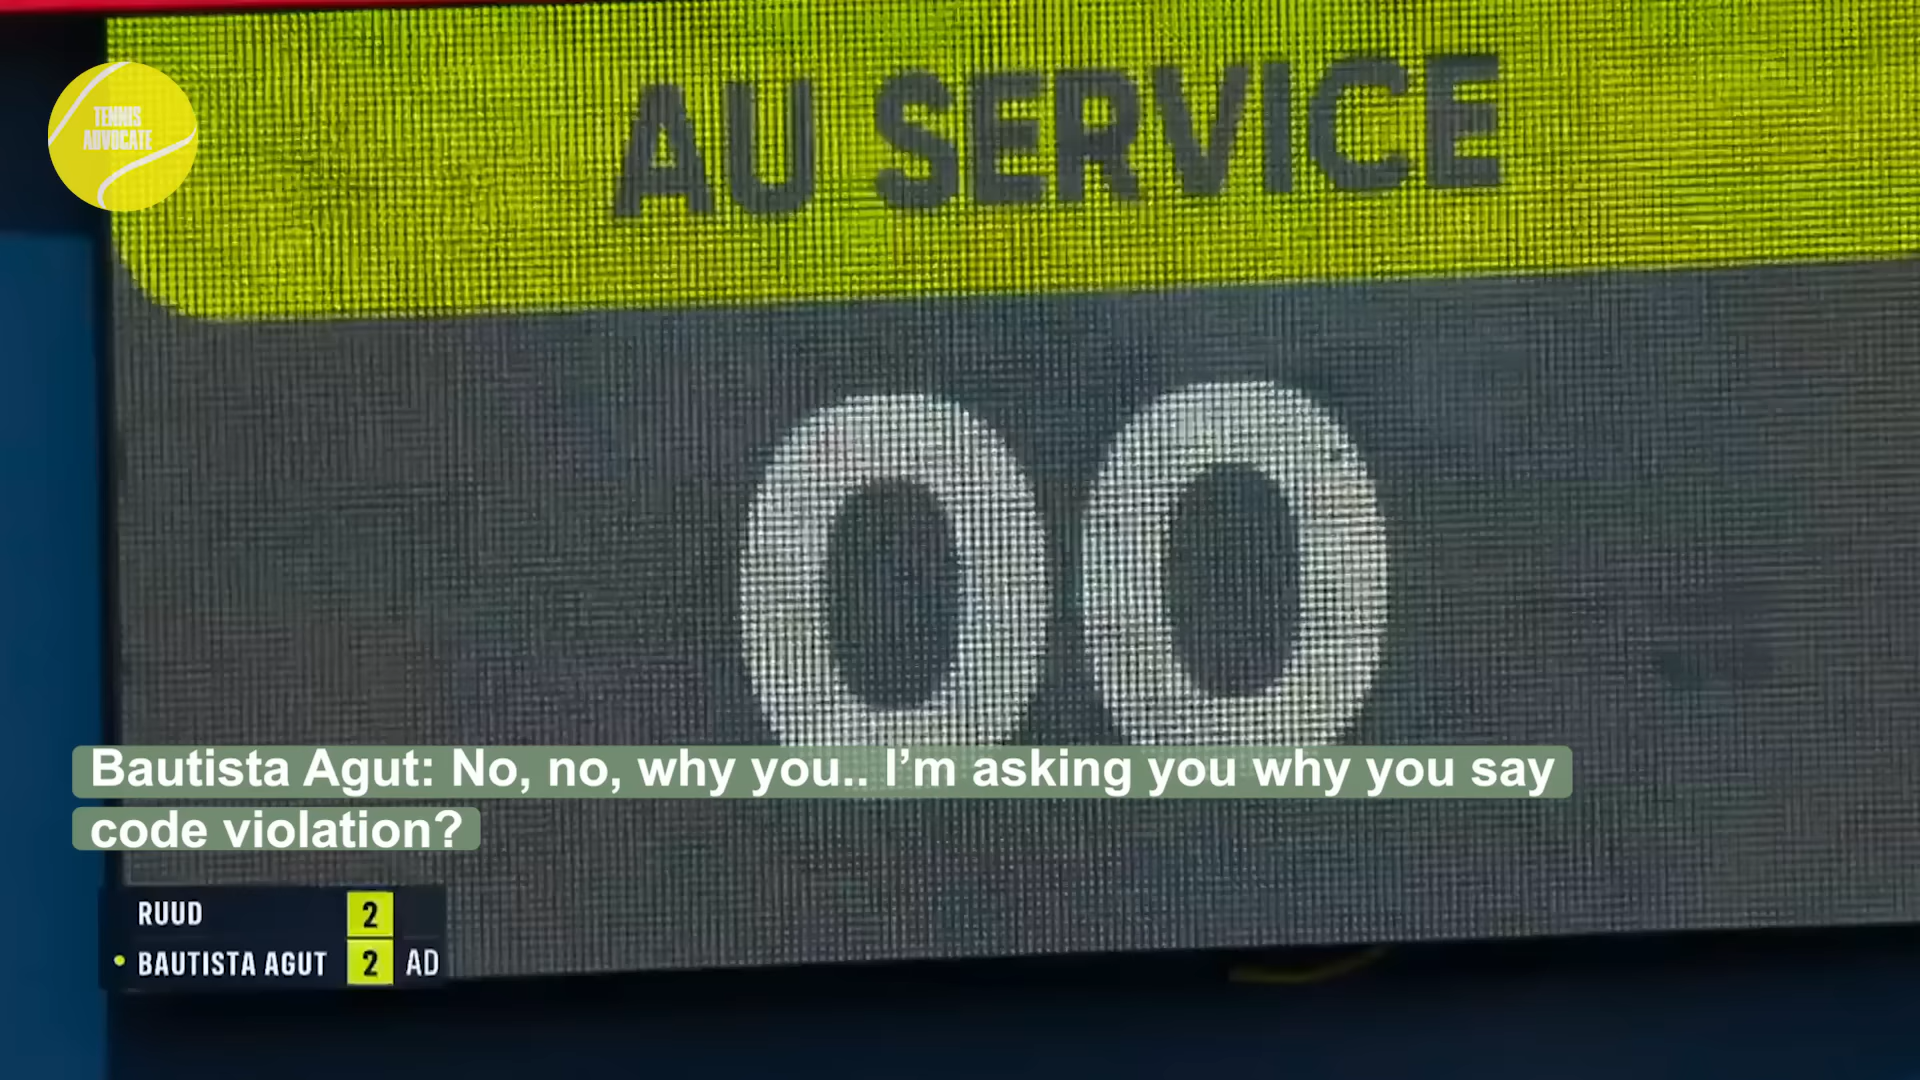 AU SERVICE
TENNIS
ADVOCATE
00
Bautista Agut: No, no, why you.. I'm asking you why you say
code violation?
RUUD 2
BAUTISTA AGUT 2 AD